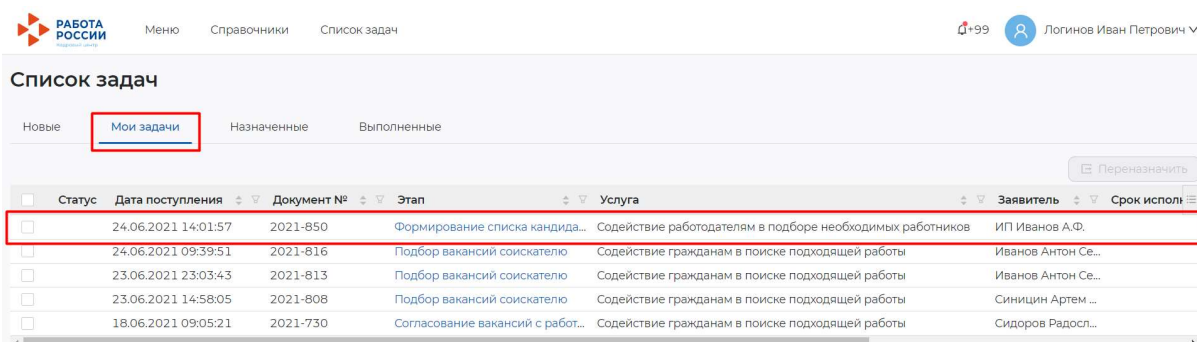 РАБОТА
РОССИИ
Меню Справочники Список задач +99 Логинов Иван Петрович
Список задач
Новые Мои задачи Назначенные Выполненные
Переназначить
Статус Дата поступления Документ № Этап Услуга Заявитель Срок исполн
24.06.2021 14:01:57 2021-850 Формирование списка кандида... Содействие работодателям в подборе необходимых работников ИП Иванов А.Ф.
24.06.2021 09:39:51 2021-816 Подбор вакансий соискателю Содействие гражданам в поиске подходящей работы Иванов Антон Се...
23.06.2021 23:03:43 2021-813 Подбор вакансий соискателю Содействие гражданам в поиске подходящей работы Иванов Антон Се...
23.06.2021 14:58:05 2021-808 Подбор вакансий соискателю Содействие гражданам в поиске подходящей работы Синицин Артем ...
18.06.2021 09:05:21 2021-730 Согласование вакансий с работ... Содействие гражданам в поиске подходящей работы Сидоров Радосл...